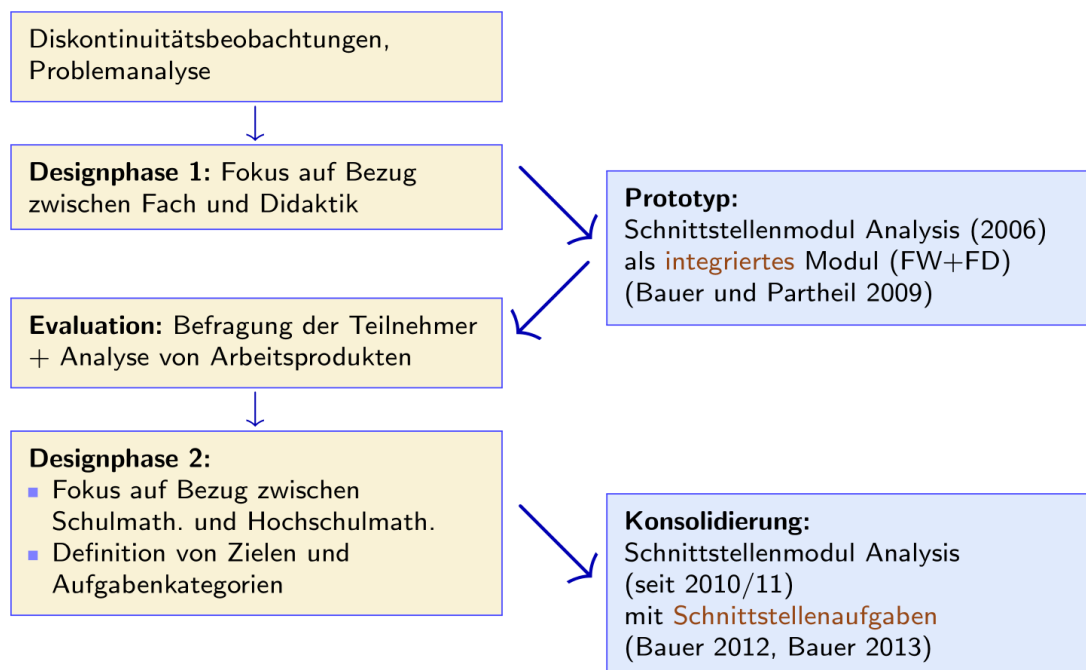 Diskontinuitätsbeobachtungen,
Problemanalyse
Designphase 1: Fokus auf Bezug
zwischen Fach und Didaktik
Prototyp:
Schnittstellenmodul Analysis (2006)
als integriertes Modul (FW+FD)
(Bauer und Partheil 2009)
Evaluation: Befragung der Teilnehmer
+ Analyse von Arbeitsprodukten
Designphase 2:
Fokus auf Bezug zwischen
Schulmath. und Hochschulmath.
Definition von Zielen und
Aufgabenkategorien
Konsolidierung:
Schnittstellenmodul Analysis
(seit 2010/11)
mit Schnittstellenaufgaben
(Bauer 2012, Bauer 2013)